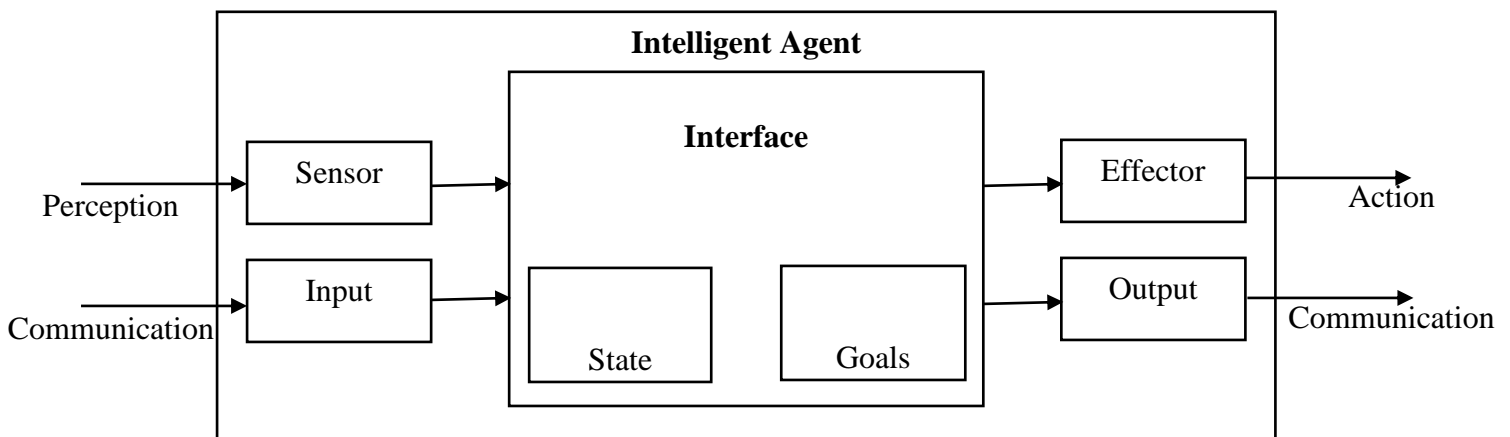 Intelligent Agent
Interface
Sensor
Effector
Perception
Action
Input
Output
Communication
Communication
State
Goals